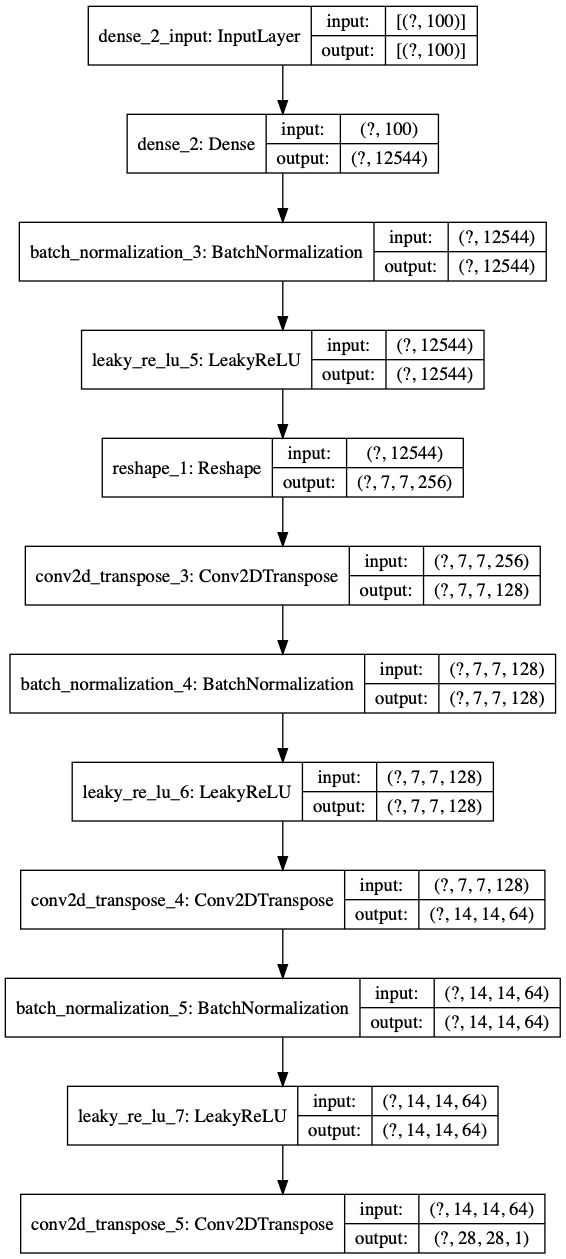 dense_2_input: InputLayer
input: [(?, 100)]
output: [(?, 100)]
dense_2: Dense
input: (?, 100)
output: (?, 12544)
batch_normalization_3: BatchNormalization
input: (?, 12544)
output: (?, 12544)
leaky_re_lu_5: LeakyReLU
input: (?, 12544)
output: (?, 12544)
reshape_1: Reshape
input: (?, 12544)
output: (?, 7, 7, 256)
conv2d_transpose_3: Conv2DTranspose
input: (?, 7, 7, 256)
output: (?, 7, 7, 128)
batch_normalization_4: BatchNormalization
input: (?, 7, 7, 128)
output: (?, 7, 7, 128)
leaky_re_lu_6: LeakyReLU
input: (?, 7, 7, 128)
output: (?, 7, 7, 128)
conv2d_transpose_4: Conv2DTranspose
input: (?, 7, 7, 128)
output: (?, 14, 14, 64)
batch_normalization_5: BatchNormalization
input: (?, 14, 14, 64)
output: (?, 14, 14, 64)
leaky_re_lu_7: LeakyReLU
input: (?, 14, 14, 64)
output: (?, 14, 14, 64)
conv2d_transpose_5: Conv2DTranspose
input: (?, 14, 14, 64)
output: (?, 28, 28, 1)